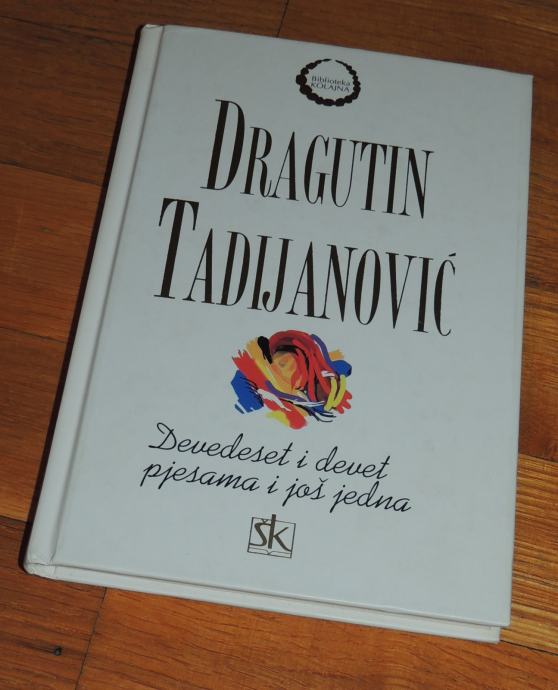 Biblioteka
KOLAJNA
DRAGUTIN
TADIJANOVIĆ
Devedeset i devet
pjesama i još jedna
šk